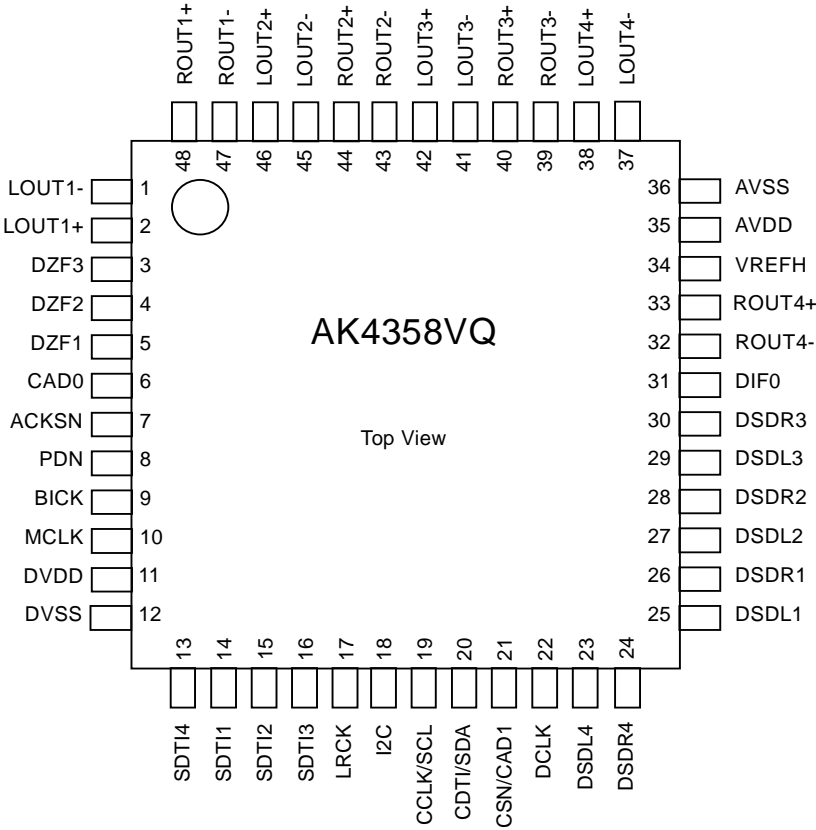 ROUT1+
ROUT1-
LOUT2+
LOUT2-
ROUT2+
ROUT2-
LOUT3+
LOUT3-
ROUT3+
ROUT3-
LOUT4+
LOUT4-
48
47
46
45
44
43
42
41
40
39
38
37
LOUT1- 1
LOUT1+ 2
DZF3 3
DZF2 4
DZF1 5
CAD0 6
ACKSN 7
PDN 8
BICK 9
MCLK 10
DVDD 11
DVSS 12
AK4358VQ
Top View
36 AVSS
35 AVDD
34 VREFH
33 ROUT4+
32 ROUT4-
31 DIF0
30 DSDR3
29 DSDL3
28 DSDR2
27 DSDL2
26 DSDR1
25 DSDL1
13
14
15
16
17
18
19
20
21
22
23
24
SDTI4
SDTI1
SDTI2
SDTI3
LRCK
I2C
CCLK/SCL
CDTI/SDA
CSN/CAD1
DCLK
DSDL4
DSDR4